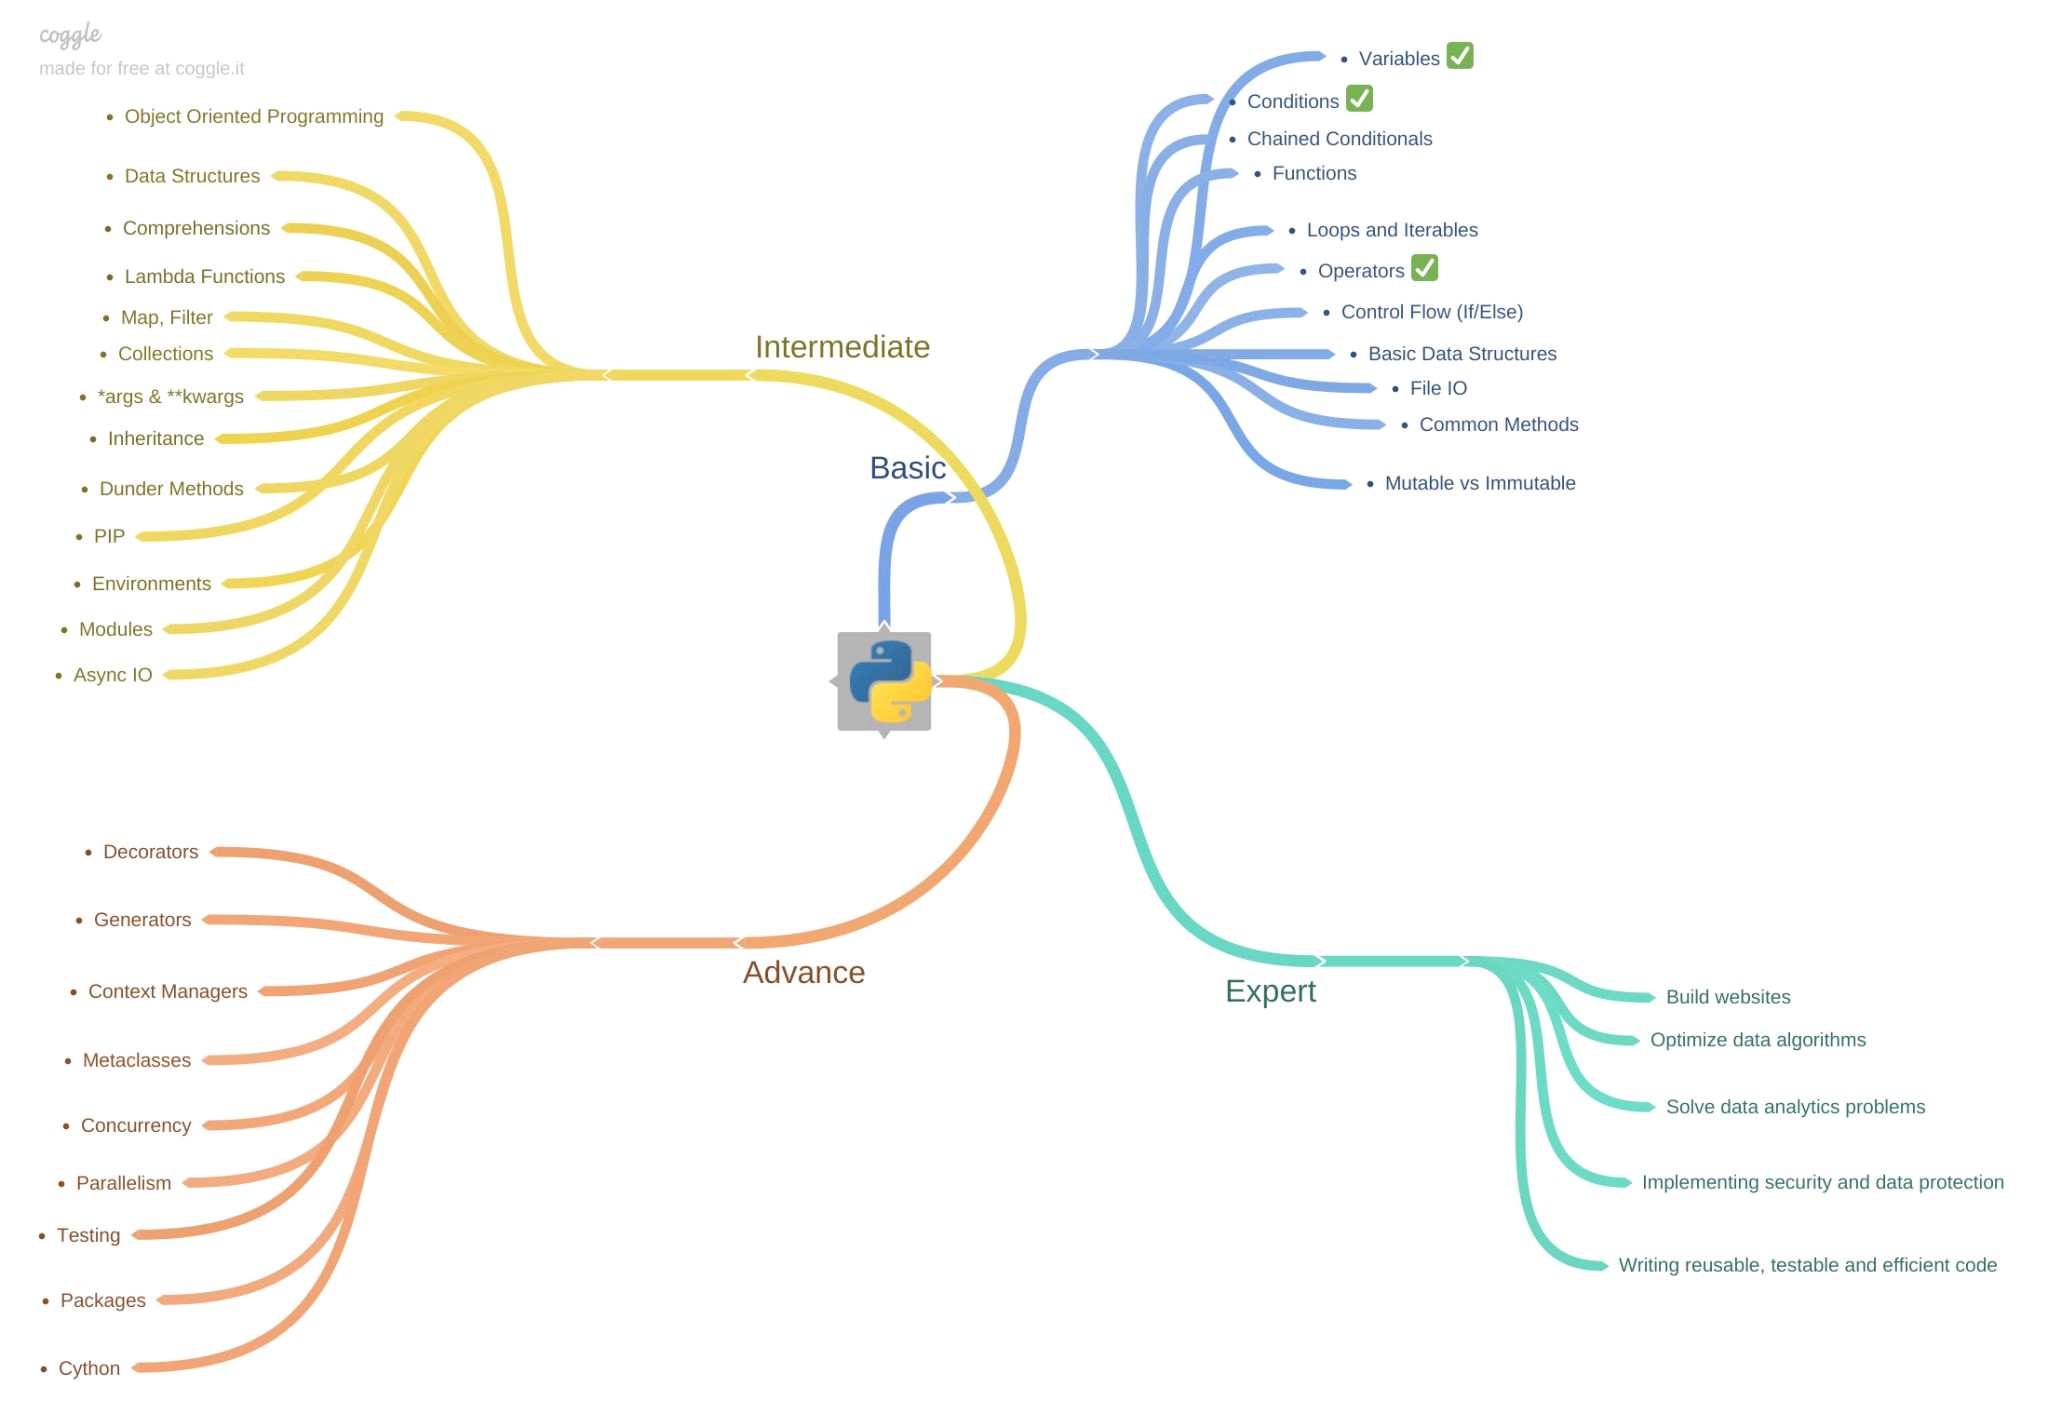 coggle
made for free at coggle.it
• Object Oriented Programming
• Data Structures
• Comprehensions
• Lambda Functions
• Map, Filter
• Collections
• *args & **kwargs
• Inheritance
• Dunder Methods
• PIP
• Environments
• Modules
• Async IO
Intermediate
Basic
• Variables ✅
• Conditions ✅
• Chained Conditionals
• Functions
• Loops and Iterables
• Operators ✅
• Control Flow (If/Else)
• Basic Data Structures
• File IO
• Common Methods
• Mutable vs Immutable
• Decorators
• Generators
• Context Managers
• Metaclasses
• Concurrency
• Parallelism
• Testing
• Packages
• Cython
Advance
Expert
Build websites
Optimize data algorithms
Solve data analytics problems
Implementing security and data protection
Writing reusable, testable and efficient code